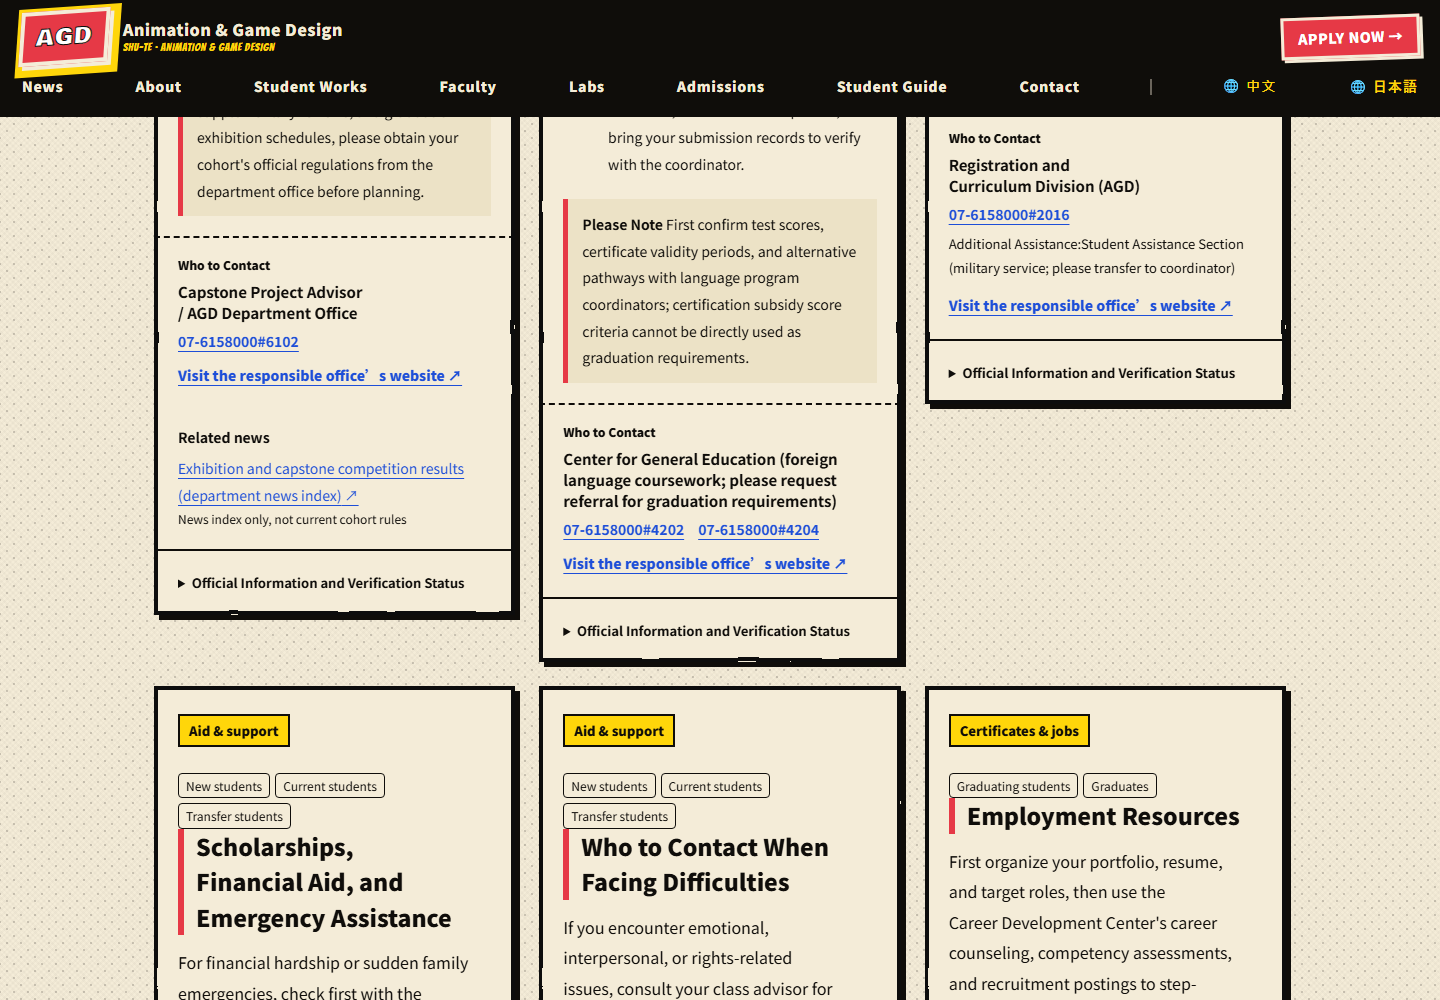 AGD
Animation & Game Design
SHU-TE · ANIMATION & GAME DESIGN
APPLY NOW →
News
About
Student Works
Faculty
Labs
Admissions
Student Guide
Contact
中文
日本語
exhibition schedules, please obtain your
cohort's official regulations from the
department office before planning.
Who to Contact
Capstone Project Advisor
/ AGD Department Office
07-6158000#6102
Visit the responsible office’s website ↗
Related news
Exhibition and capstone competition results
(department news index) ↗
News index only, not current cohort rules
▸ Official Information and Verification Status
bring your submission records to verify
with the coordinator.
Please Note First confirm test scores,
certificate validity periods, and alternative
pathways with language program
coordinators; certification subsidy score
criteria cannot be directly used as
graduation requirements.
Who to Contact
Center for General Education (foreign
language coursework; please request
referral for graduation requirements)
07-6158000#4202 07-6158000#4204
Visit the responsible office’s website ↗
▸ Official Information and Verification Status
Who to Contact
Registration and
Curriculum Division (AGD)
07-6158000#2016
Additional Assistance:Student Assistance Section
(military service; please transfer to coordinator)
Visit the responsible office’s website ↗
▸ Official Information and Verification Status
Aid & support
New students Current students
Transfer students
Scholarships,
Financial Aid, and
Emergency Assistance
For financial hardship or sudden family
emergencies, check first with the
Aid & support
New students Current students
Transfer students
Who to Contact When
Facing Difficulties
If you encounter emotional,
interpersonal, or rights-related
issues, consult your class advisor for
Certificates & jobs
Graduating students Graduates
Employment Resources
First organize your portfolio, resume,
and target roles, then use the
Career Development Center's career
counseling, competency assessments,
and recruitment postings to step-